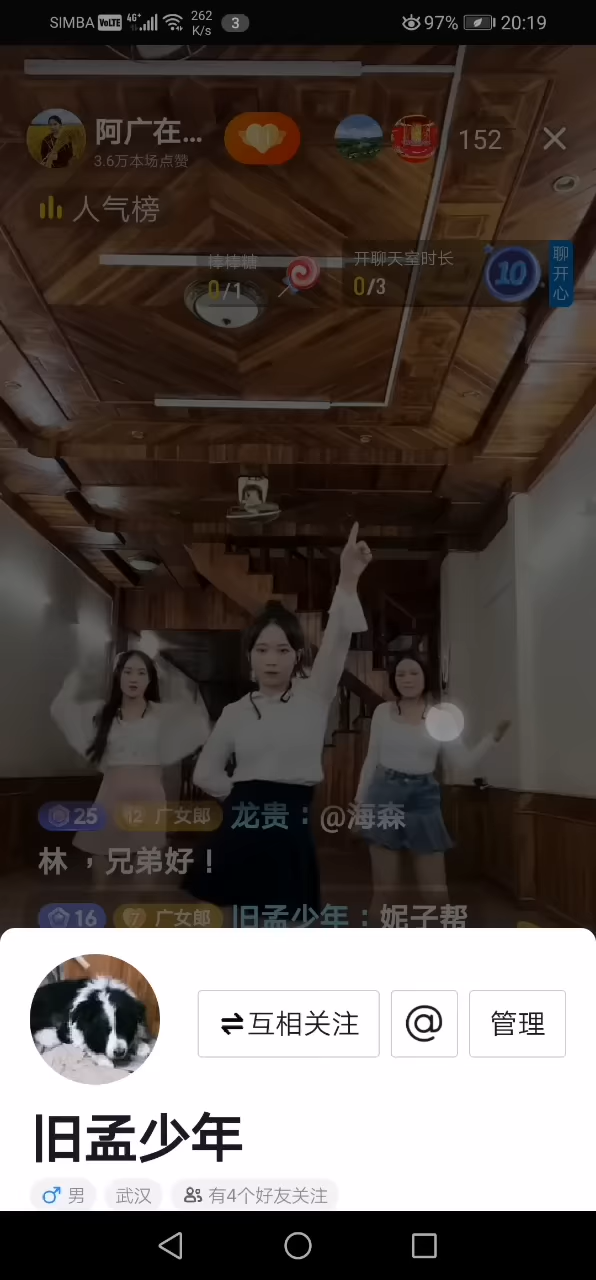 SIMBA VoLTE 4G+ 262 K/s 3 97% 20:19
阿广在... 152
3.6万本场点赞
人气榜
棒棒糖 开聊天室时长 10 聊开心
0/1 0/3
25 12 广女郎 龙贵：@海森
林，兄弟好！
16 7 广女郎 旧孟少年：妮子帮
互相关注 @ 管理
旧孟少年
男 武汉 有4个好友关注